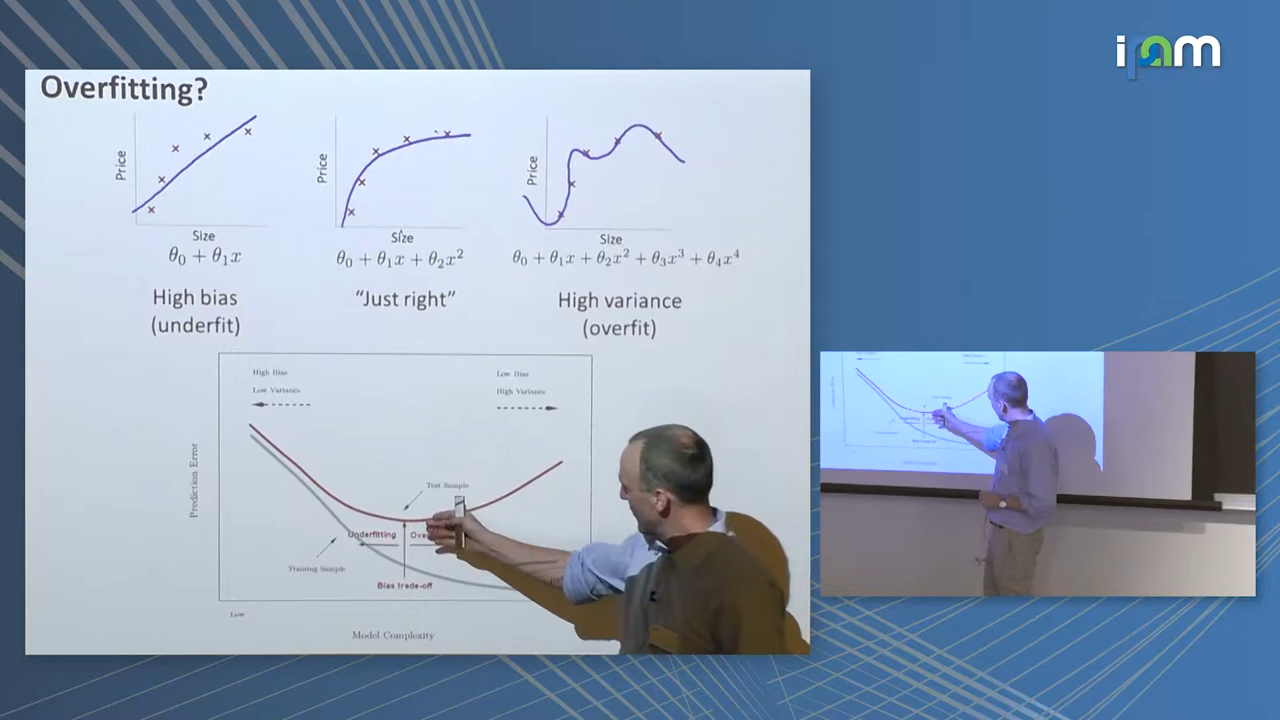 ipam
Overfitting?
Price
Size
θ₀ + θ₁x
High bias
(underfit)
Price
Size
θ₀ + θ₁x + θ₂x²
"Just right"
Price
Size
θ₀ + θ₁x + θ₂x² + θ₃x³ + θ₄x⁴
High variance
(overfit)
High Bias
Low Variance
Low Bias
High Variance
Prediction Error
Test Sample
Underfitting
Ove
Training Sample
Bias trade-off
Low
Model Complexity